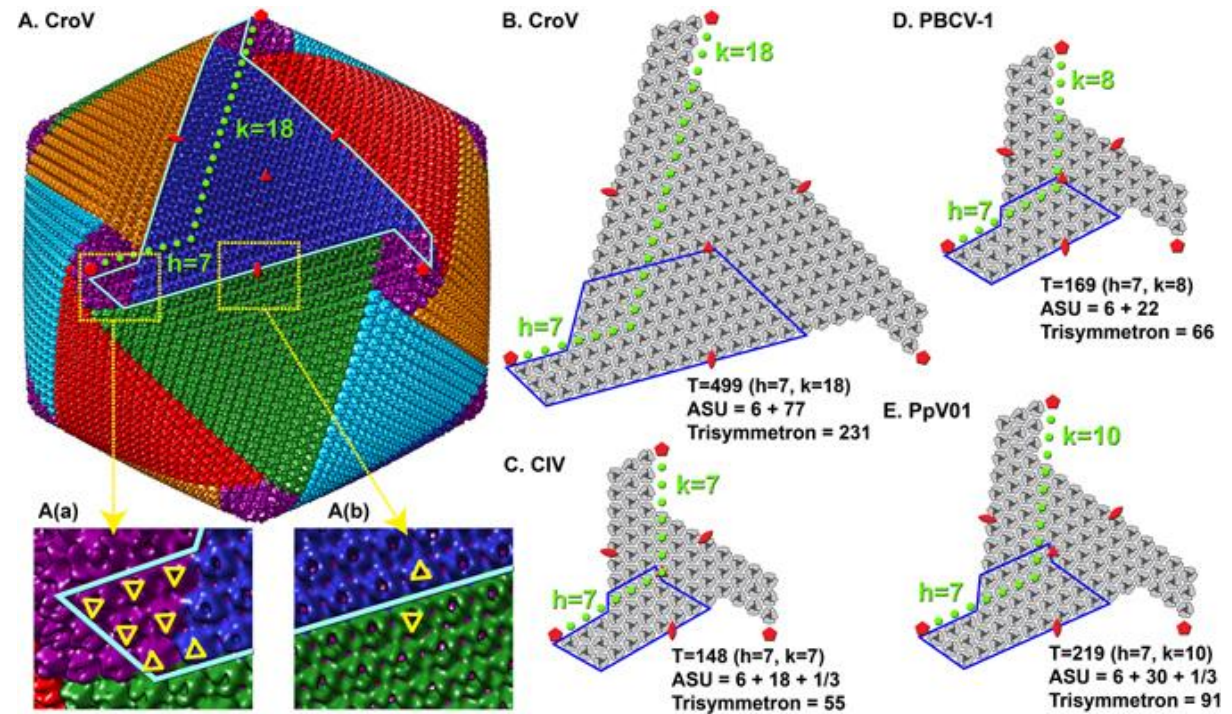 A. CroV
k=18
h=7
A(a)
A(b)
B. CroV
k=18
h=7
T=499 (h=7, k=18)
ASU = 6 + 77
Trisymmetron = 231
C. CIV
k=7
h=7
T=148 (h=7, k=7)
ASU = 6 + 18 + 1/3
Trisymmetron = 55
D. PBCV-1
k=8
h=7
T=169 (h=7, k=8)
ASU = 6 + 22
Trisymmetron = 66
E. PpV01
k=10
h=7
T=219 (h=7, k=10)
ASU = 6 + 30 + 1/3
Trisymmetron = 91